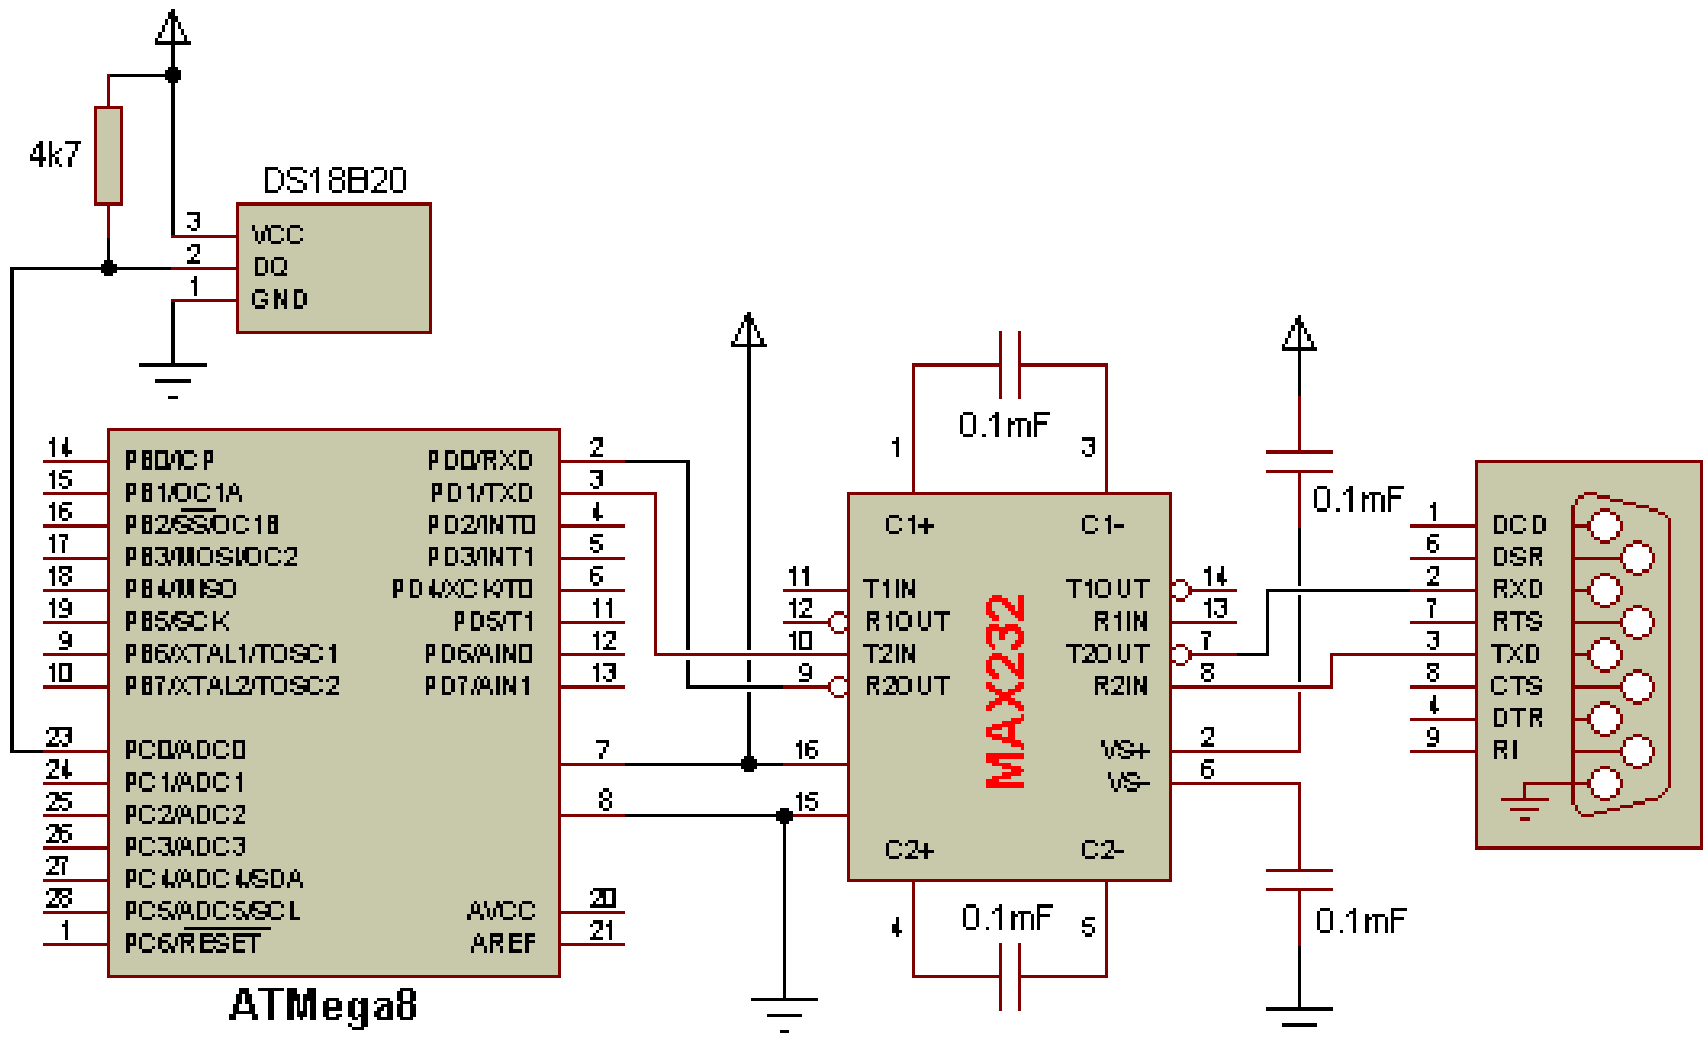 4k7
DS18B20
3 VCC
2 DQ
1 GND
14 PB0/ICP
15 PB1/OC1A
16 PB2/SS/OC1B
17 PB3/MOSI/OC2
18 PB4/MISO
19 PB5/SCK
9 PB6/XTAL1/TOSC1
10 PB7/XTAL2/TOSC2
23 PC0/ADC0
24 PC1/ADC1
25 PC2/ADC2
26 PC3/ADC3
27 PC4/ADC4/SDA
28 PC5/ADC5/SCL
1 PC6/RESET
PD0/RXD 2
PD1/TXD 3
PD2/INT0 4
PD3/INT1 5
PD4/XCK/T0 6
PD5/T1 11
PD6/AIN0 12
PD7/AIN1 13
7
8
AVCC 20
AREF 21
ATMega8
0.1mF
1 3
C1+ C1-
11 T1IN
12 R1OUT
10 T2IN
9 R2OUT
16
15
MAX232
T1OUT 14
R1IN 13
T2OUT 7
R2IN 8
VS+ 2
VS- 6
C2+ C2-
4 5
0.1mF
0.1mF
0.1mF
1 DCD
6 DSR
2 RXD
7 RTS
3 TXD
8 CTS
4 DTR
9 RI